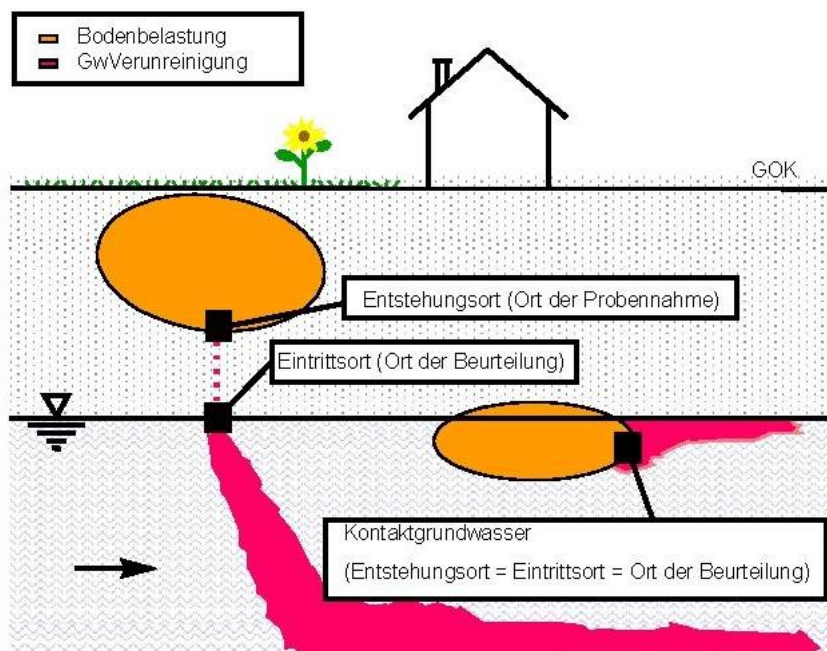 Bodenbelastung
GwVerunreinigung
GOK
Entstehungsort (Ort der Probennahme)
Eintrittsort (Ort der Beurteilung)
Kontaktgrundwasser
(Entstehungsort = Eintrittsort = Ort der Beurteilung)